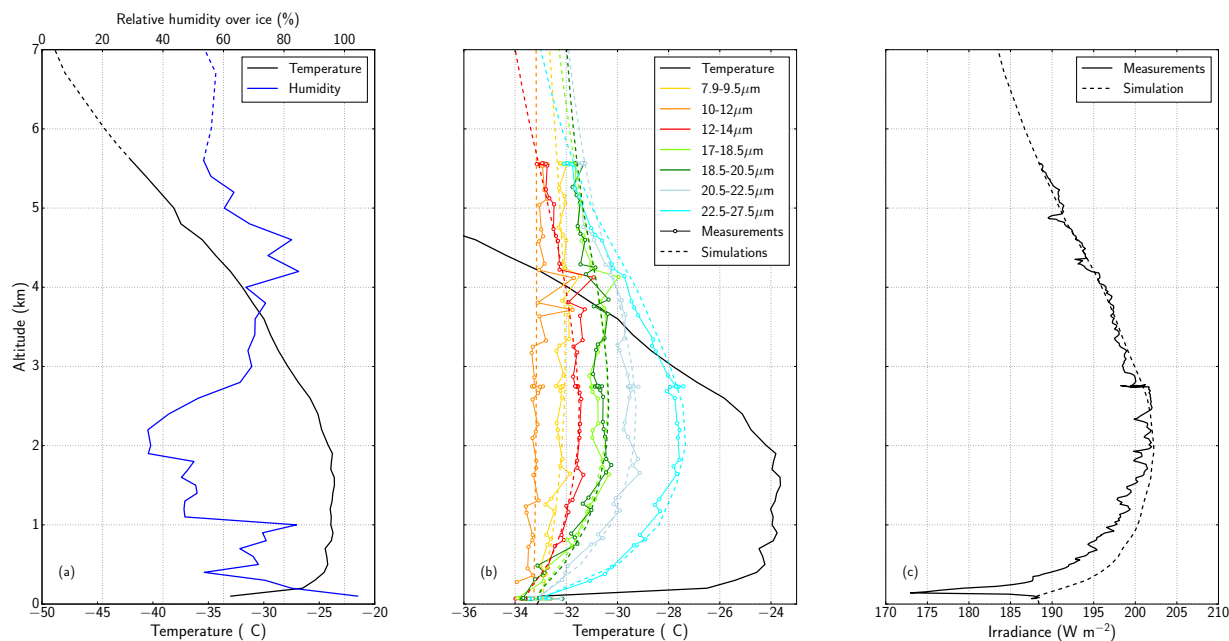 Relative humidity over ice (%)
0 20 40 60 80 100
7
6
5
4
3
2
1
0
Altitude (km)
Temperature
Humidity
(a)
−50 −45 −40 −35 −30 −25 −20
Temperature ( C)
Temperature
7.9-9.5μm
10-12μm
12-14μm
17-18.5μm
18.5-20.5μm
20.5-22.5μm
22.5-27.5μm
Measurements
Simulations
(b)
−36 −34 −32 −30 −28 −26 −24
Temperature ( C)
Measurements
Simulation
(c)
170 175 180 185 190 195 200 205 210
Irradiance (W m−2)